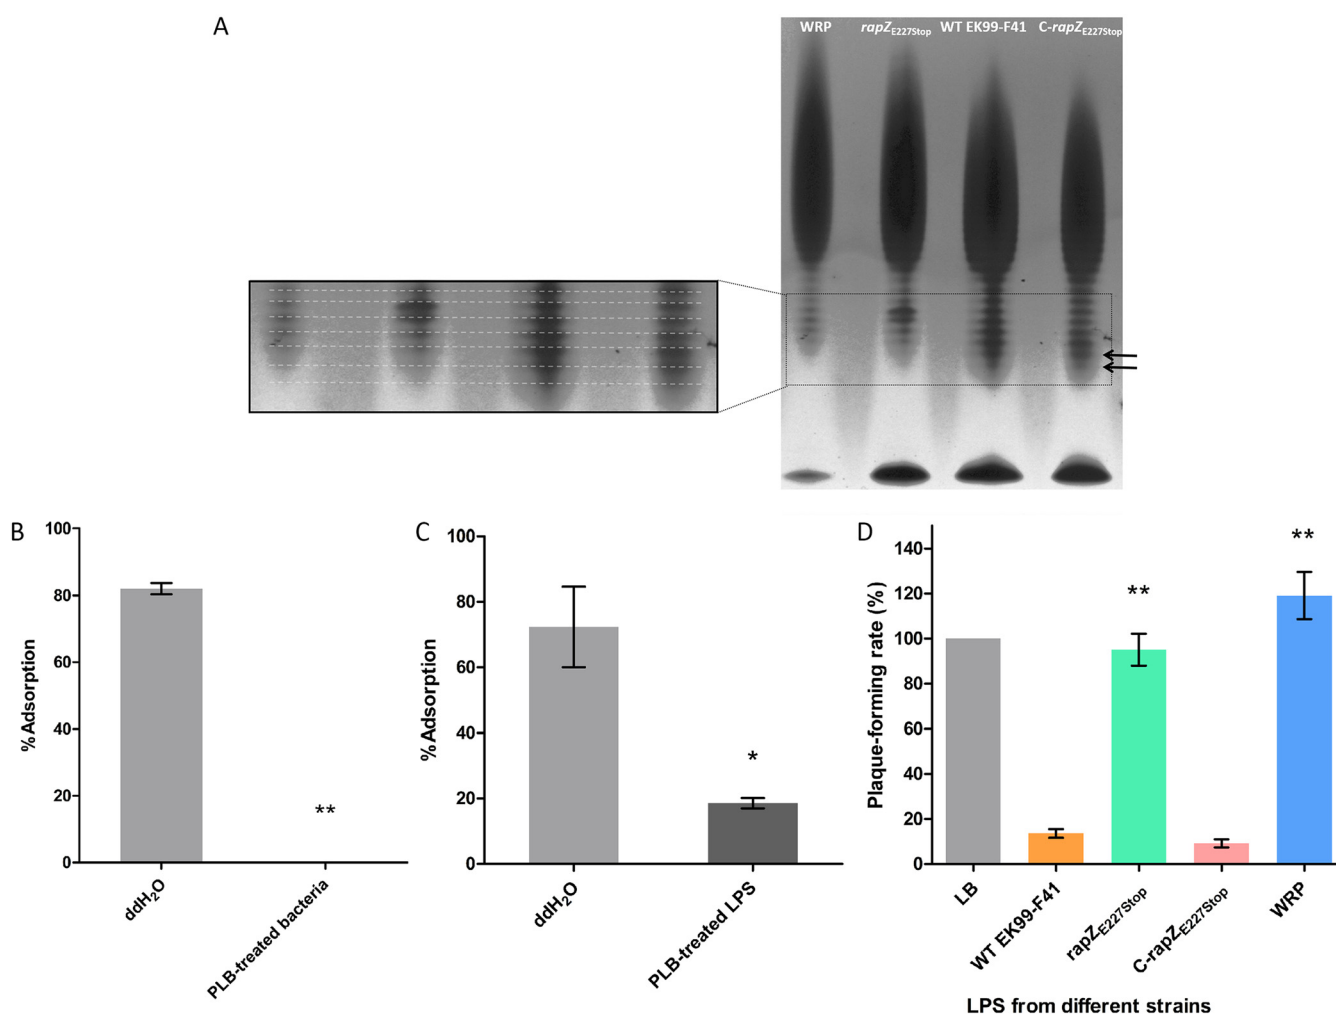 A
WRP rapZE227Stop WT EK99-F41 C-rapZE227Stop
B
%Adsorption
100
80
60
40
20
0
**
ddH2O
PLB-treated bacteria
C
%Adsorption
100
80
60
40
20
0
*
ddH2O
PLB-treated LPS
D
Plaque-forming rate (%)
140
120
100
80
60
40
20
0
**
**
LB
WT EK99-F41
rapZE227Stop
C-rapZE227Stop
WRP
LPS from different strains